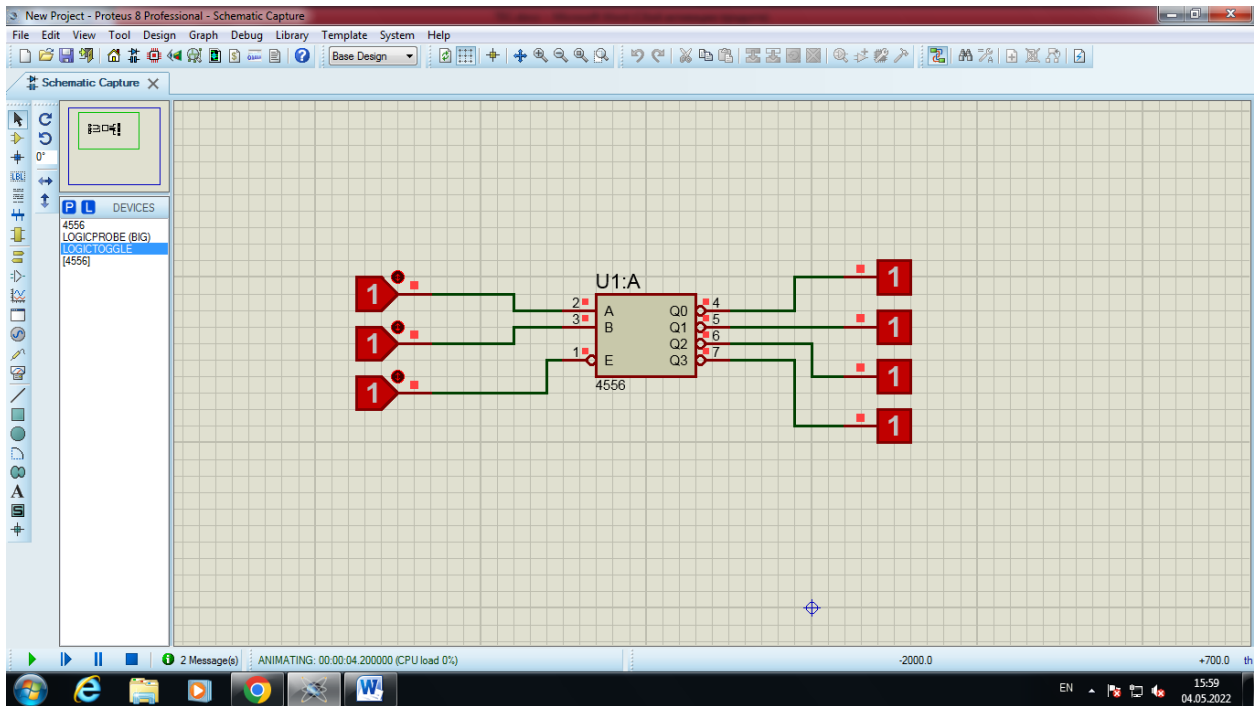 New Project - Proteus 8 Professional - Schematic Capture
File Edit View Tool Design Graph Debug Library Template System Help
Base Design
Schematic Capture
0°
LBL
P L DEVICES
4556
LOGICPROBE (BIG)
LOGICTOGGLE
[4556]
A
S
U1:A
1
1
1
2
3
1
A
B
E
Q0
Q1
Q2
Q3
4
5
6
7
4556
1
1
1
1
2 Message(s)
ANIMATING: 00:00:04.200000 (CPU load 0%)
-2000.0
+700.0 th
EN
15:59
04.05.2022